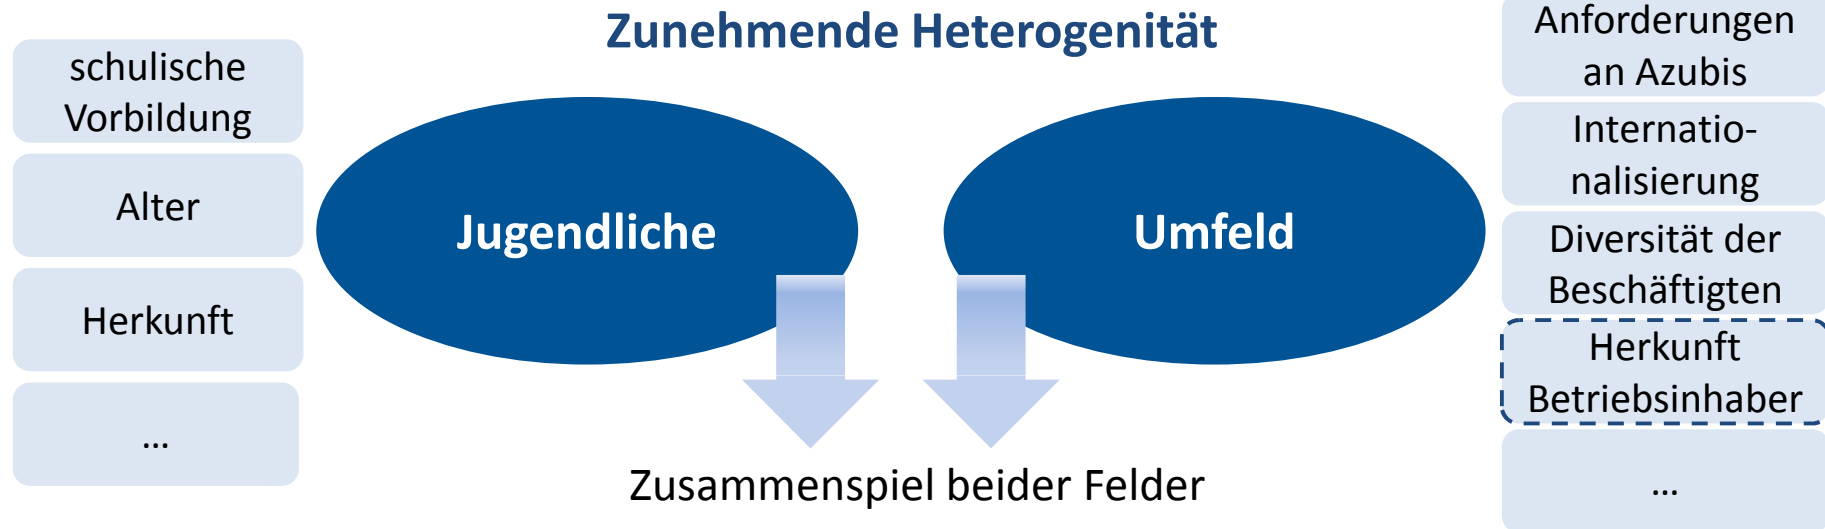 Zunehmende Heterogenität
schulische
Vorbildung
Alter
Herkunft
...
Jugendliche
Umfeld
Anforderungen
an Azubis
Internatio-
nalisierung
Diversität der
Beschäftigten
Herkunft
Betriebsinhaber
...
Zusammenspiel beider Felder